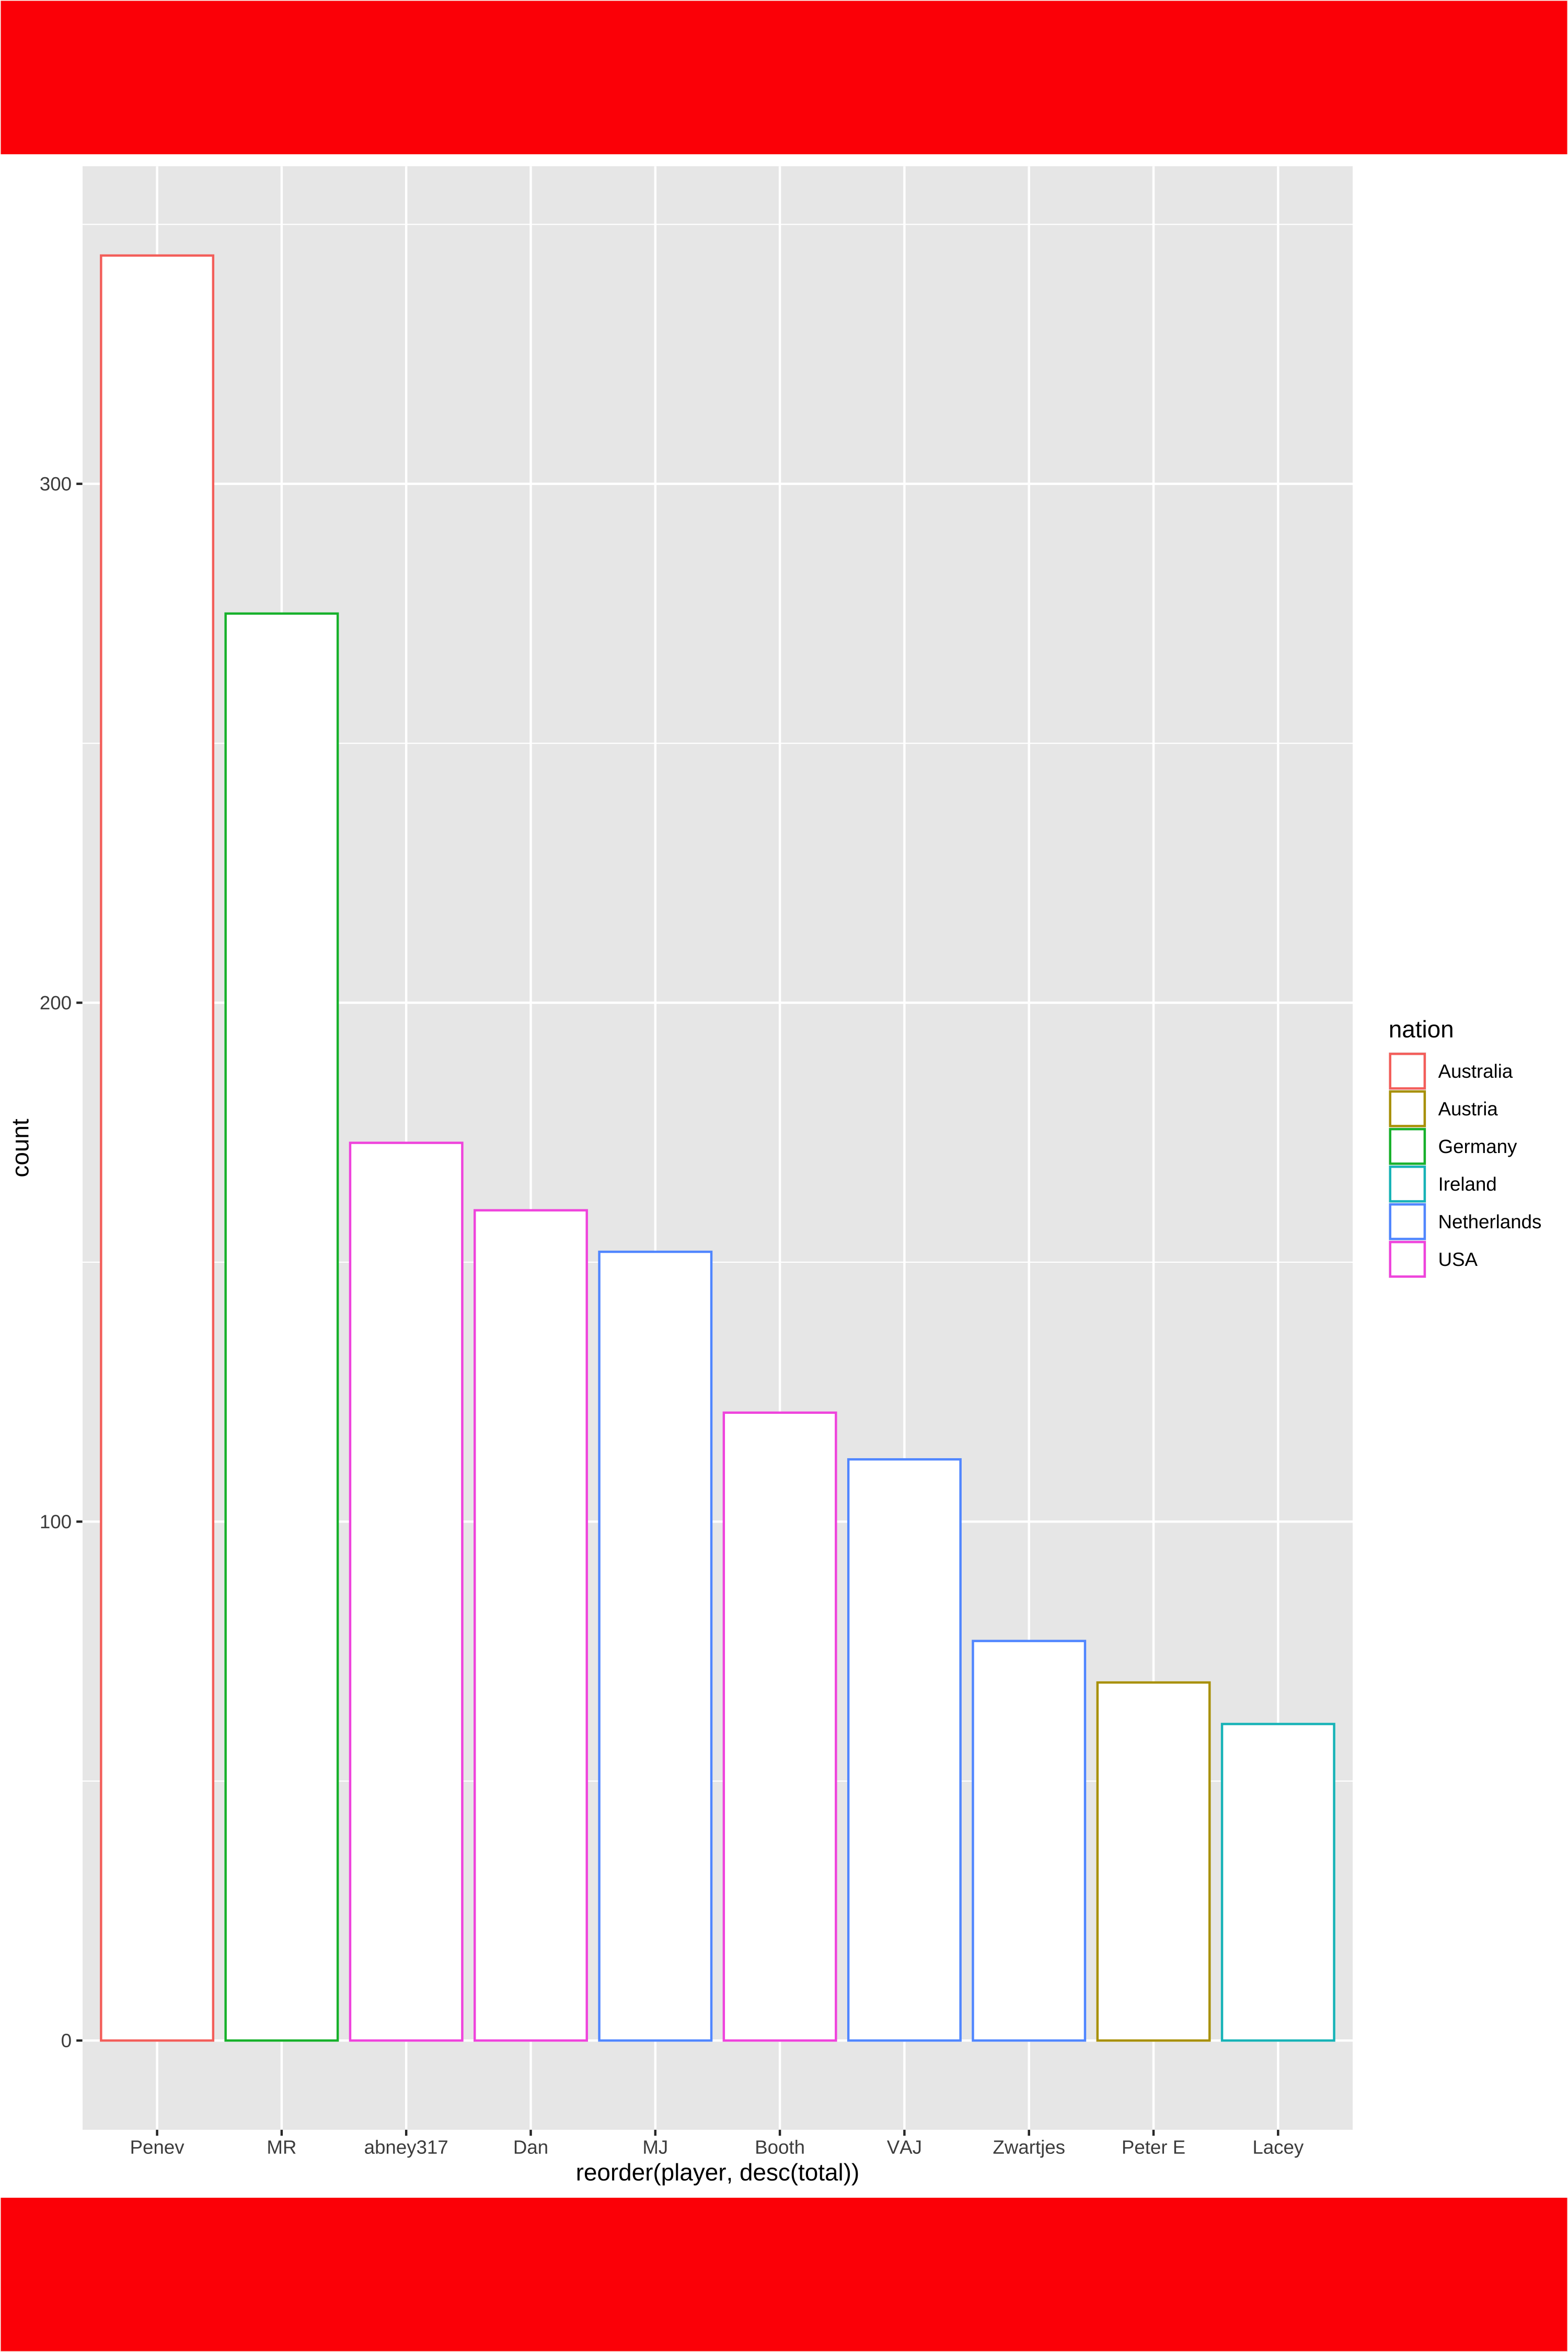 300
200
100
0
count
Penev MR abney317 Dan MJ Booth VAJ Zwartjes Peter E Lacey
reorder(player, desc(total))
nation
Australia
Austria
Germany
Ireland
Netherlands
USA